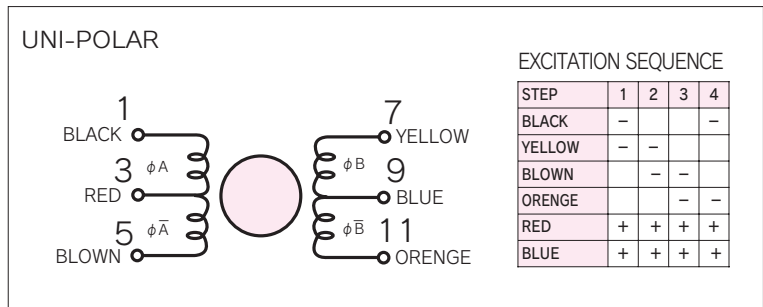 UNI-POLAR
1
BLACK
3 φA
RED
5 φA̅
BLOWN
7
YELLOW
φB 9
BLUE
φB̅ 11
ORENGE
EXCITATION SEQUENCE
STEP 1 2 3 4
BLACK − −
YELLOW − −
BLOWN − −
ORENGE − −
RED + + + +
BLUE + + + +